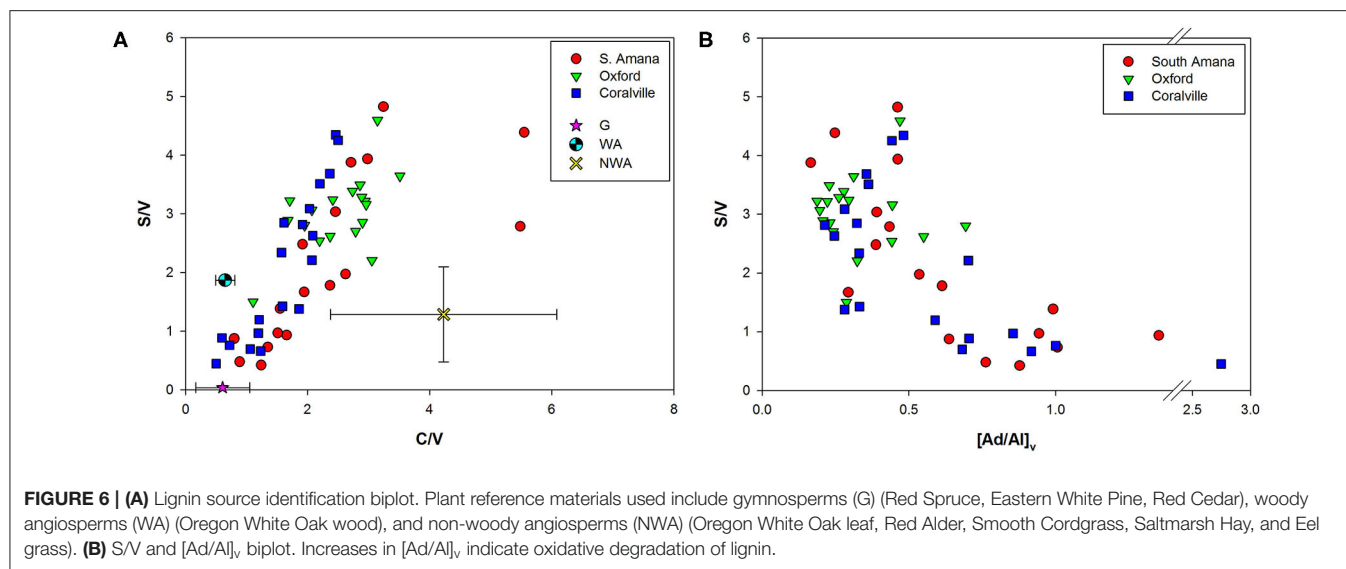 A
S. Amana
Oxford
Coralville
G
WA
NWA
S/V
6
5
4
3
2
1
0
0
2
4
6
8
C/V
B
South Amana
Oxford
Coralville
S/V
6
5
4
3
2
1
0
0.0
0.5
1.0
2.5
3.0
[Ad/Al]v
FIGURE 6 | (A) Lignin source identification biplot. Plant reference materials used include gymnosperms (G) (Red Spruce, Eastern White Pine, Red Cedar), woody
angiosperms (WA) (Oregon White Oak wood), and non-woody angiosperms (NWA) (Oregon White Oak leaf, Red Alder, Smooth Cordgrass, Saltmarsh Hay, and Eel
grass). (B) S/V and [Ad/Al]v biplot. Increases in [Ad/Al]v indicate oxidative degradation of lignin.